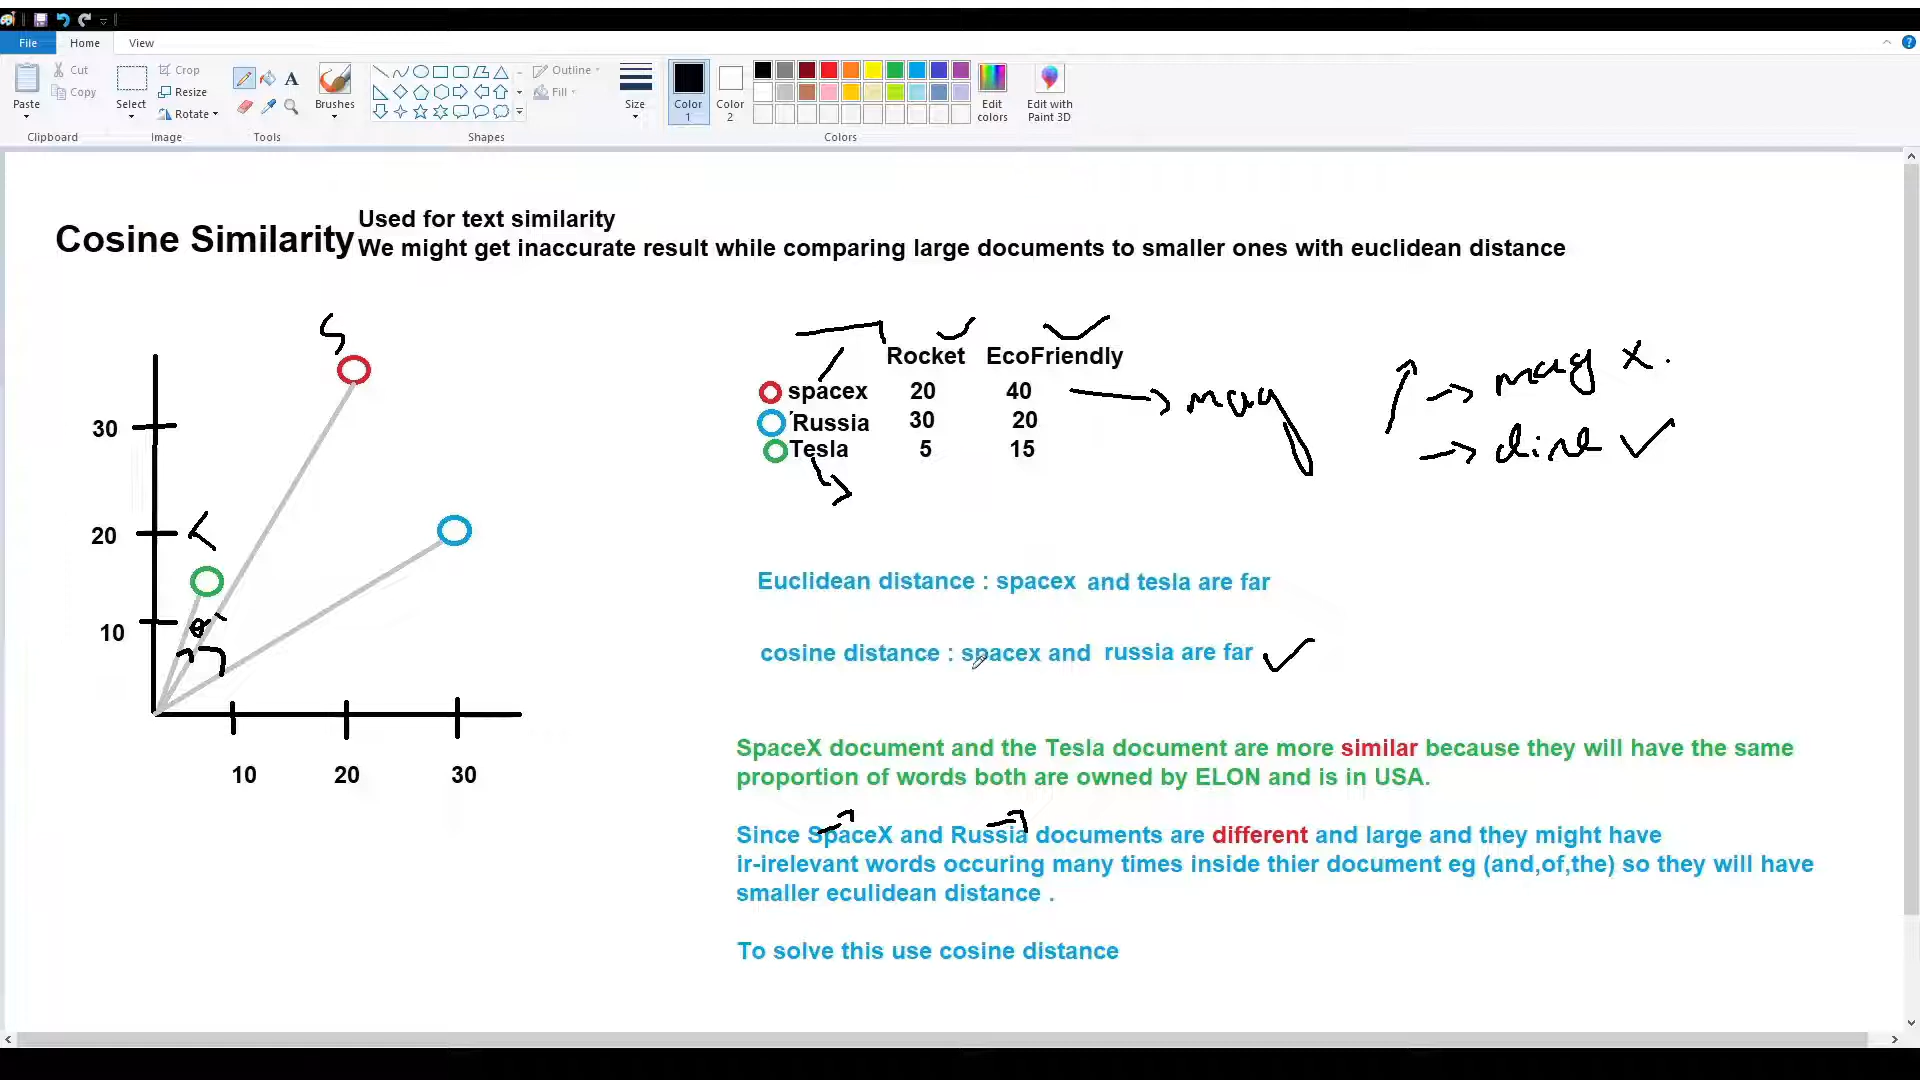 File Home View
Paste Cut Copy Clipboard
Select Crop Resize Rotate Image
Tools
Brushes
Outline Fill Shapes
Size
Color 1 Color 2 Edit colors Edit with Paint 3D Colors
Cosine Similarity
Used for text similarity
We might get inaccurate result while comparing large documents to smaller ones with euclidean distance
S
30
20
10
10 20 30
Rocket EcoFriendly
spacex 20 40
Russia 30 20
Tesla 5 15
mag
mag x.
Euclidean distance : spacex and tesla are far
cosine distance : spacex and russia are far
SpaceX document and the Tesla document are more similar because they will have the same
proportion of words both are owned by ELON and is in USA.
Since SpaceX and Russia documents are different and large and they might have
ir-irelevant words occuring many times inside thier document eg (and,of,the) so they will have
smaller eculidean distance .
To solve this use cosine distance